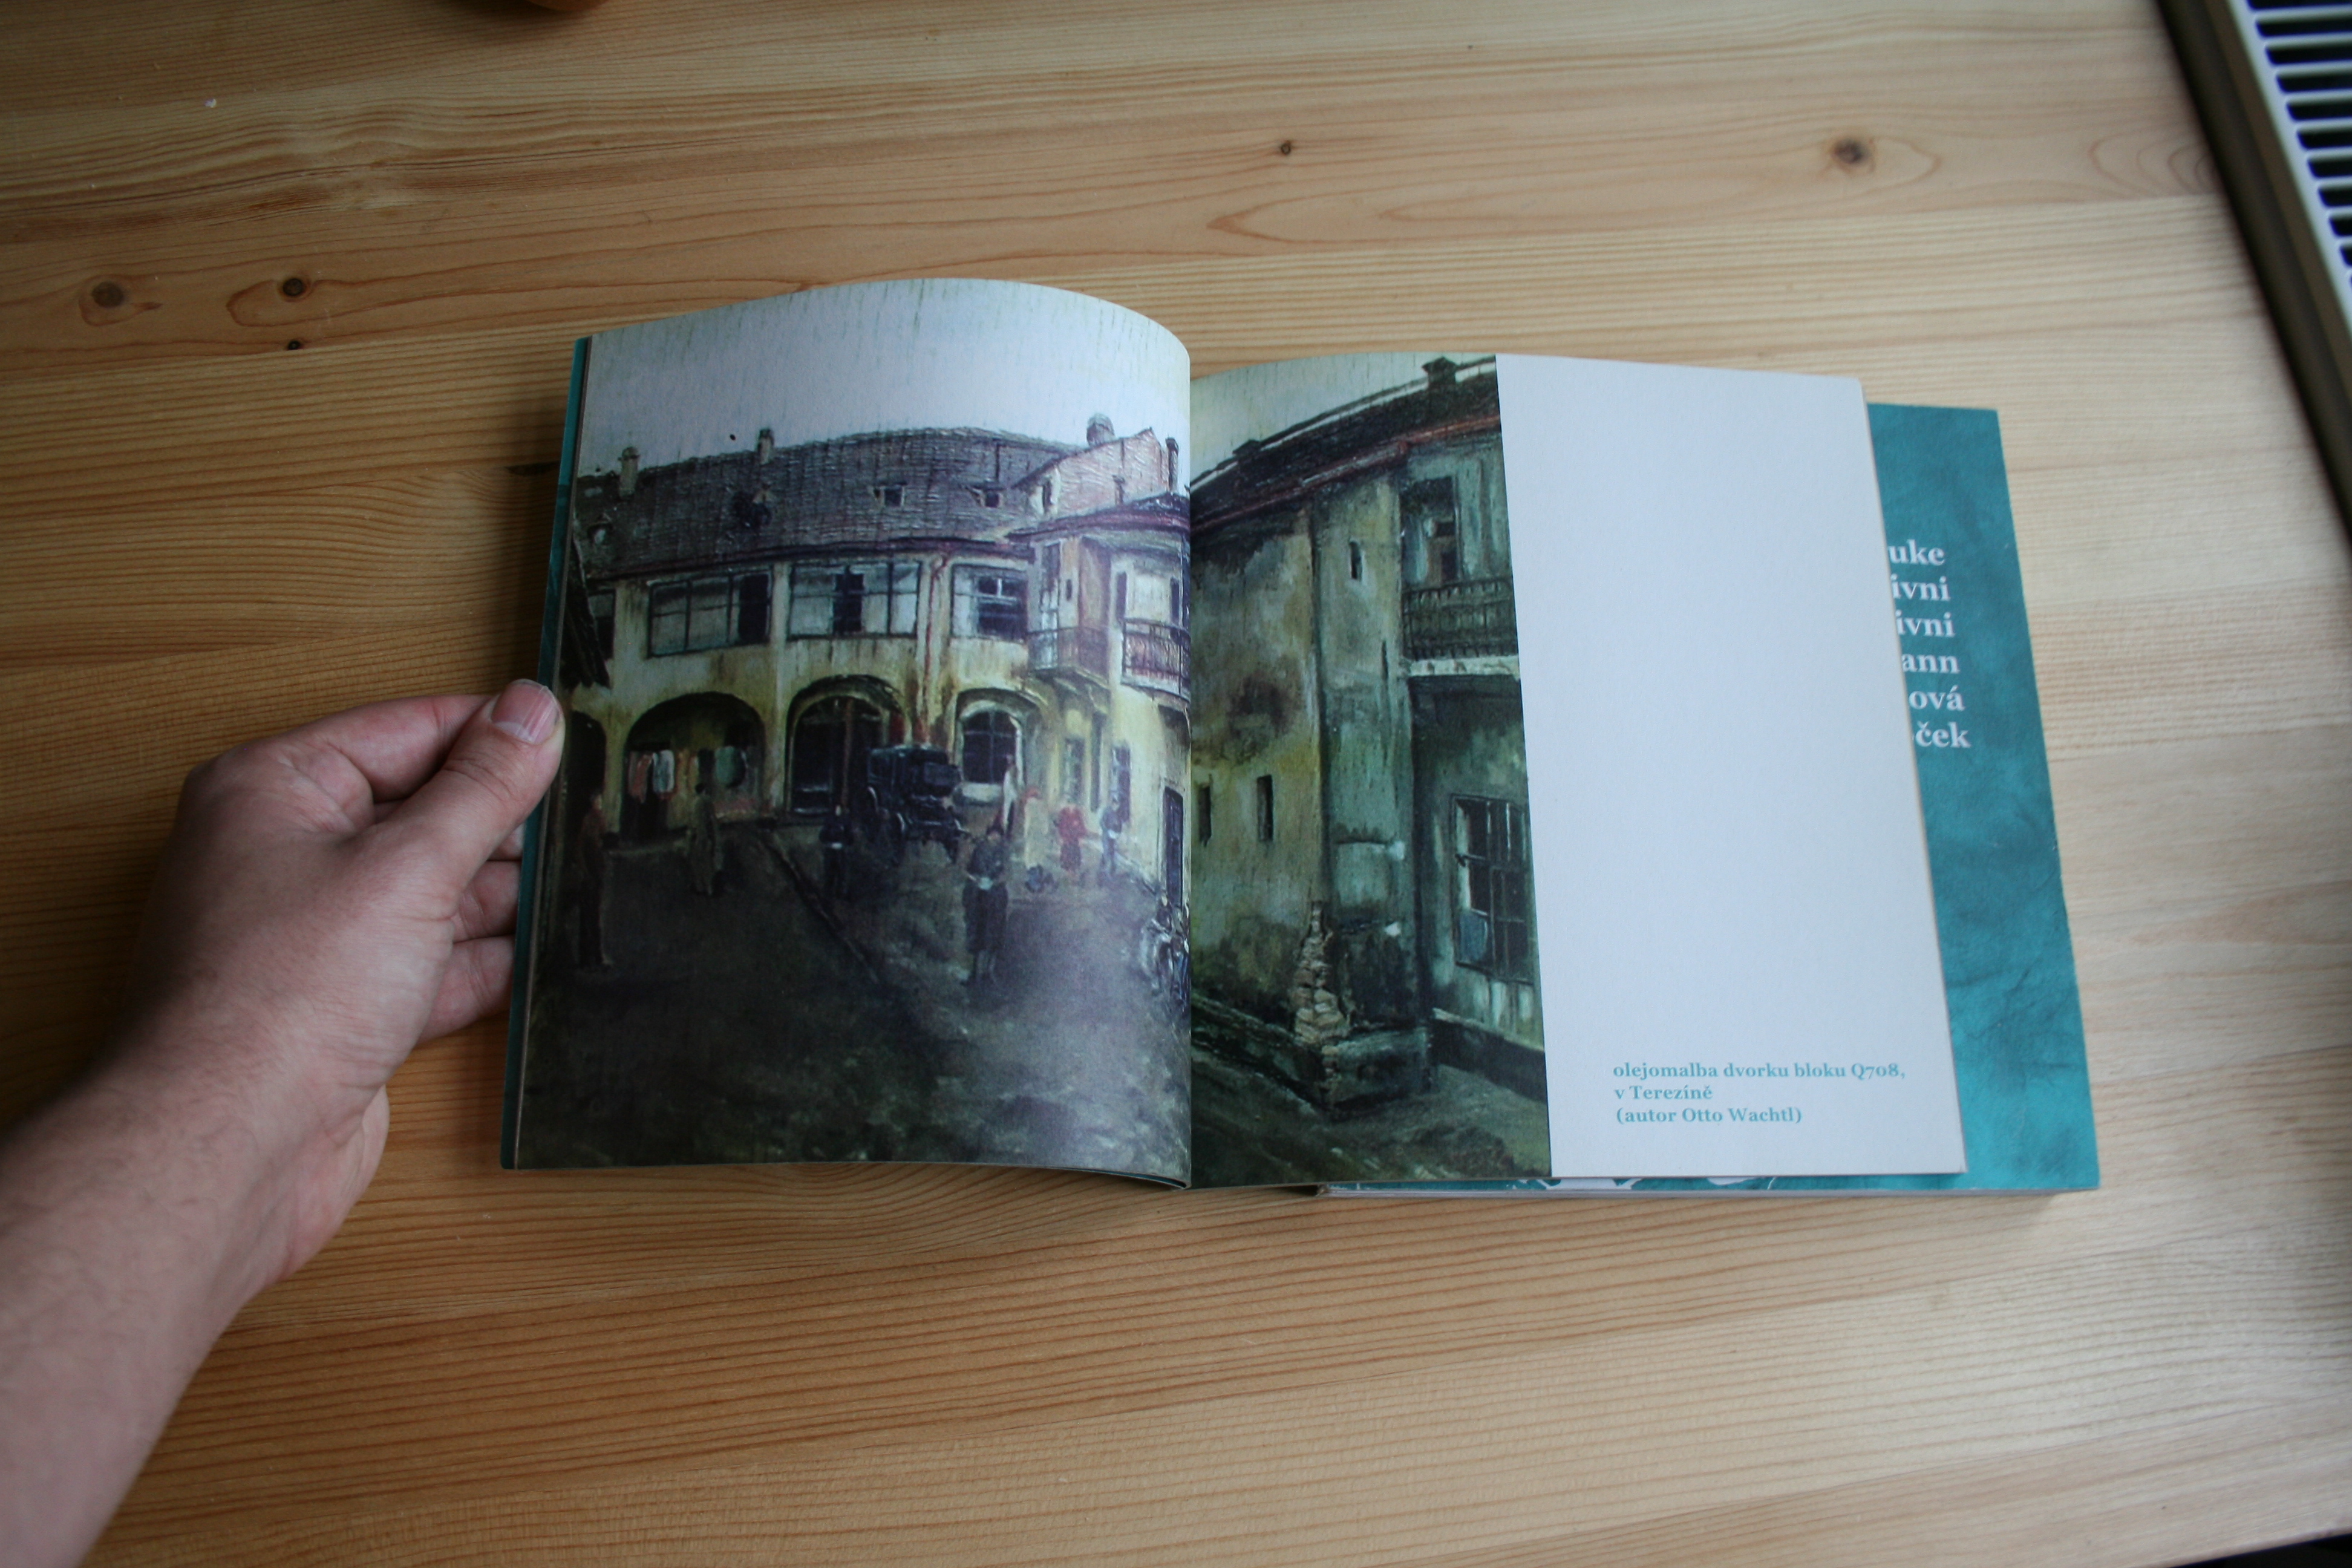 uke
ivni
ivni
ann
ová
ček
olejomalba dvorku bloku Q708,
v Terezíně
(autor Otto Wachtl)